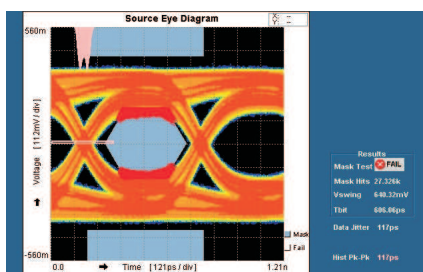 Source Eye Diagram
X: --
Y: --
560m
Voltage [112mV / div]
-560m
0.0
Time [121ps / div]
1.21n
Mask
Fail
Results
Mask Test FAIL
Mask Hits 27.326k
Vswing 640.32mV
Tbit 606.06ps
Data Jitter 117ps
Hist Pk-Pk 117ps